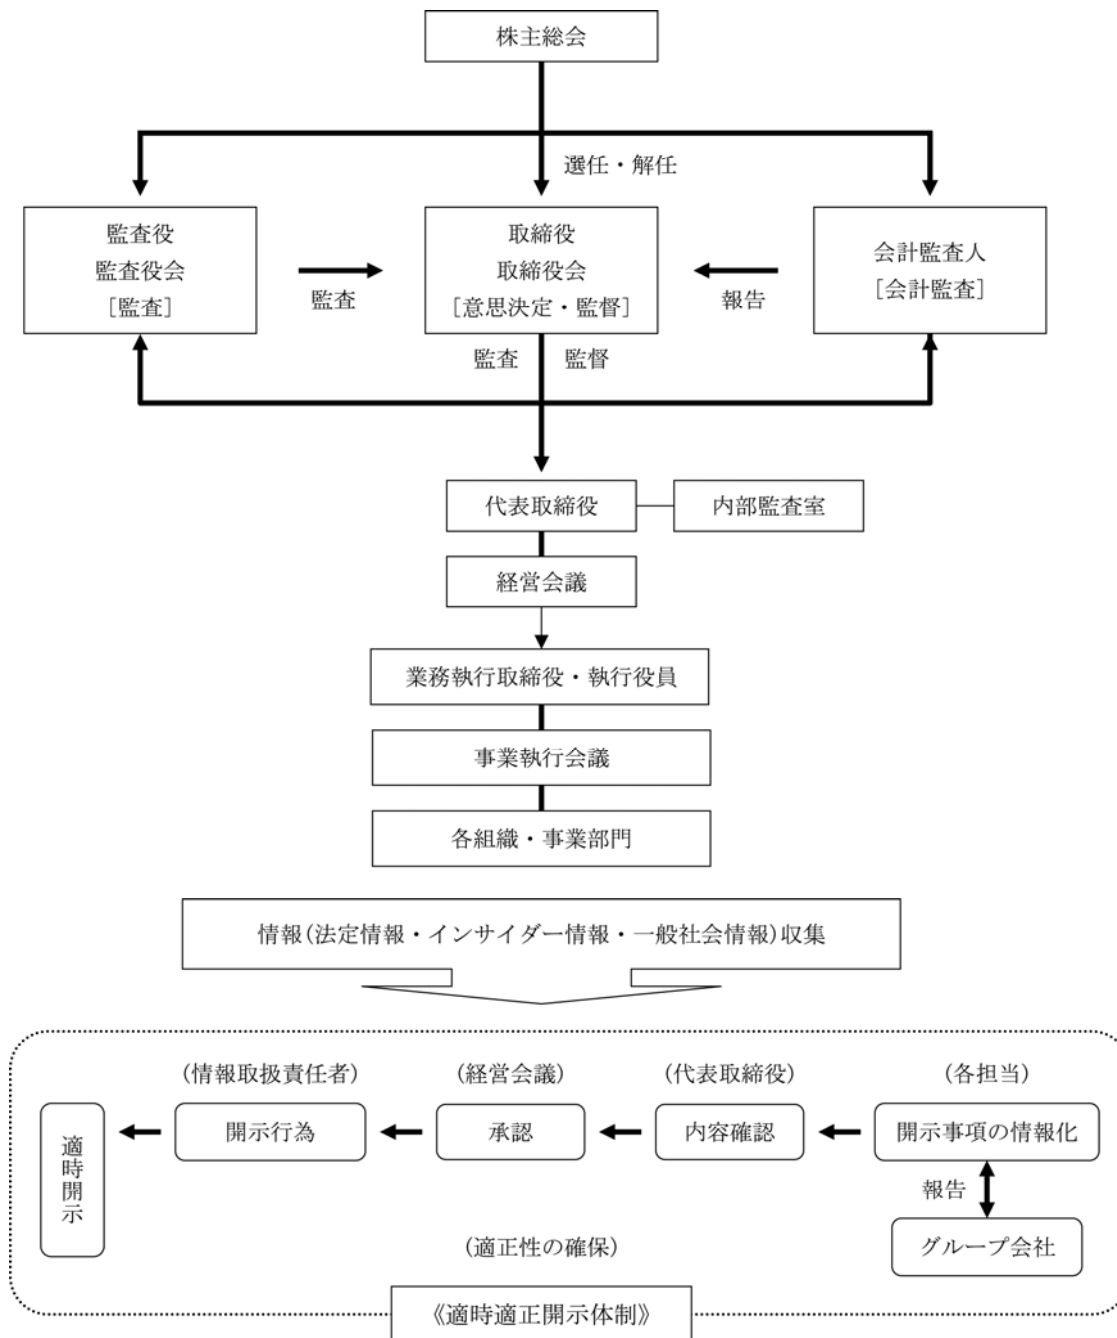 株主総会
選任・解任
監査役
監査役会
[監査]
監査
取締役
取締役会
[意思決定・監督]
報告
会計監査人
[会計監査]
監査
監督
代表取締役
内部監査室
経営会議
業務執行取締役・執行役員
事業執行会議
各組織・事業部門
情報(法定情報・インサイダー情報・一般社会情報)収集
(情報取扱責任者)
(経営会議)
(代表取締役)
(各担当)
適時開示
開示行為
承認
内容確認
開示事項の情報化
報告
グループ会社
(適正性の確保)
《適時適正開示体制》